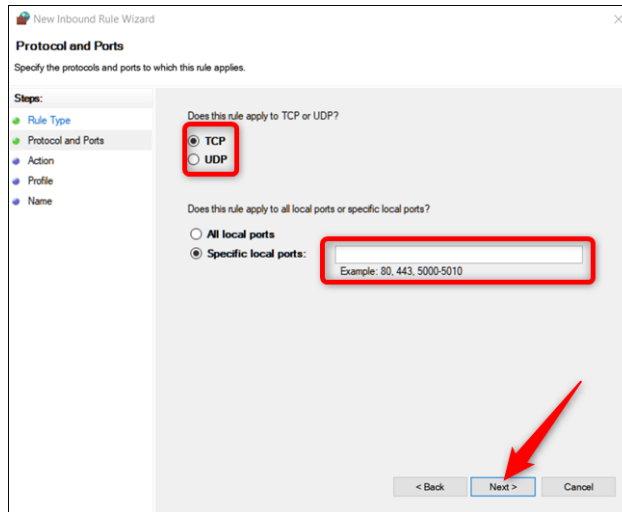 New Inbound Rule Wizard
Protocol and Ports
Specify the protocols and ports to which this rule applies.
Steps:
Rule Type
Protocol and Ports
Action
Profile
Name
Does this rule apply to TCP or UDP?
TCP
UDP
Does this rule apply to all local ports or specific local ports?
All local ports
Specific local ports:
Example: 80, 443, 5000-5010
< Back
Next >
Cancel